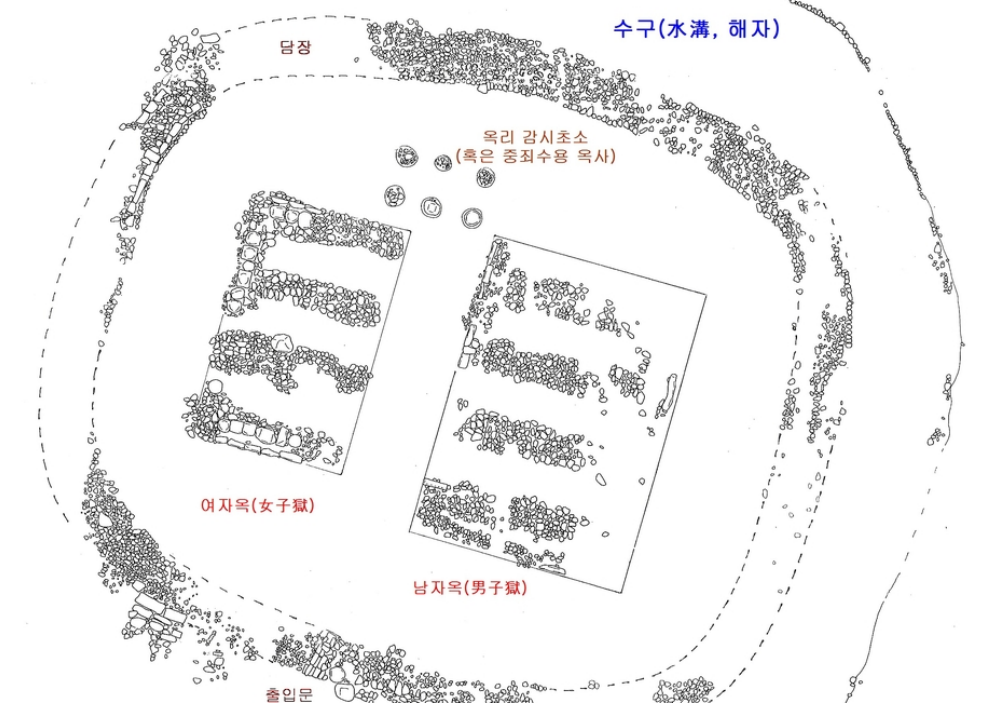 수구(水溝, 해자)
담장
옥리 감시초소
(혹은 중죄수용 옥사)
여자옥(女子獄)
남자옥(男子獄)
출입문